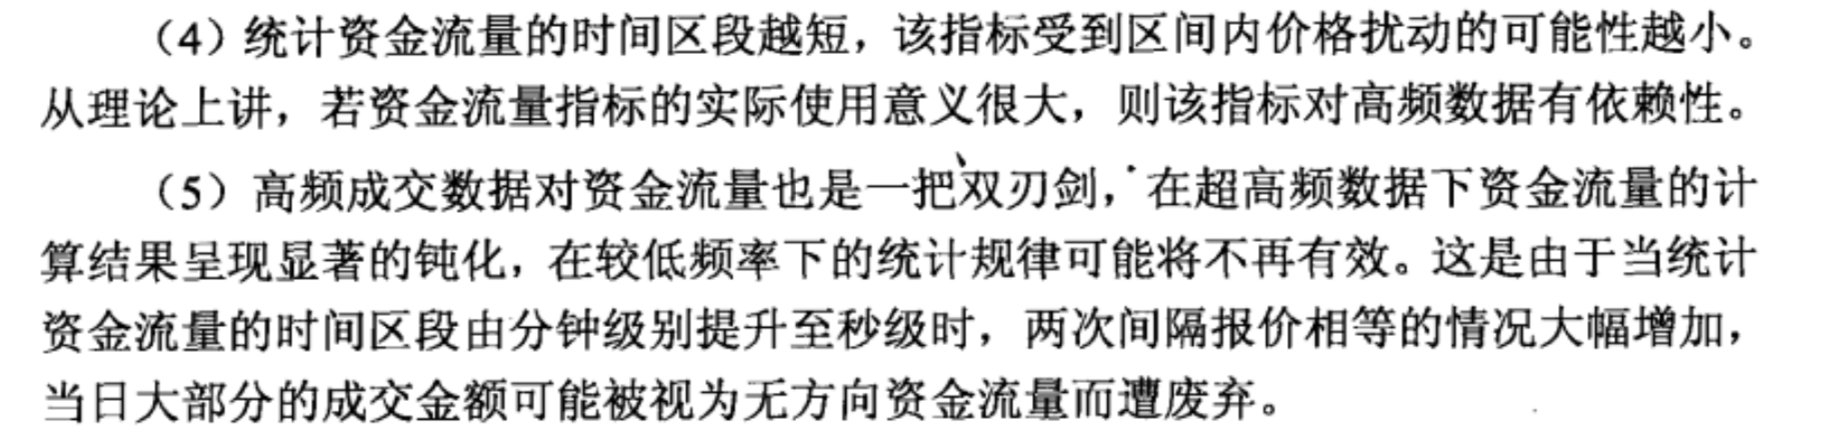 （4）统计资金流量的时间区段越短，该指标受到区间内价格扰动的可能性越小。
从理论上讲，若资金流量指标的实际使用意义很大，则该指标对高频数据有依赖性。
（5）高频成交数据对资金流量也是一把双刃剑，在超高频数据下资金流量的计
算结果呈现显著的钝化，在较低频率下的统计规律可能将不再有效。这是由于当统计
资金流量的时间区段由分钟级别提升至秒级时，两次间隔报价相等的情况大幅增加，
当日大部分的成交金额可能被视为无方向资金流量而遭废弃。